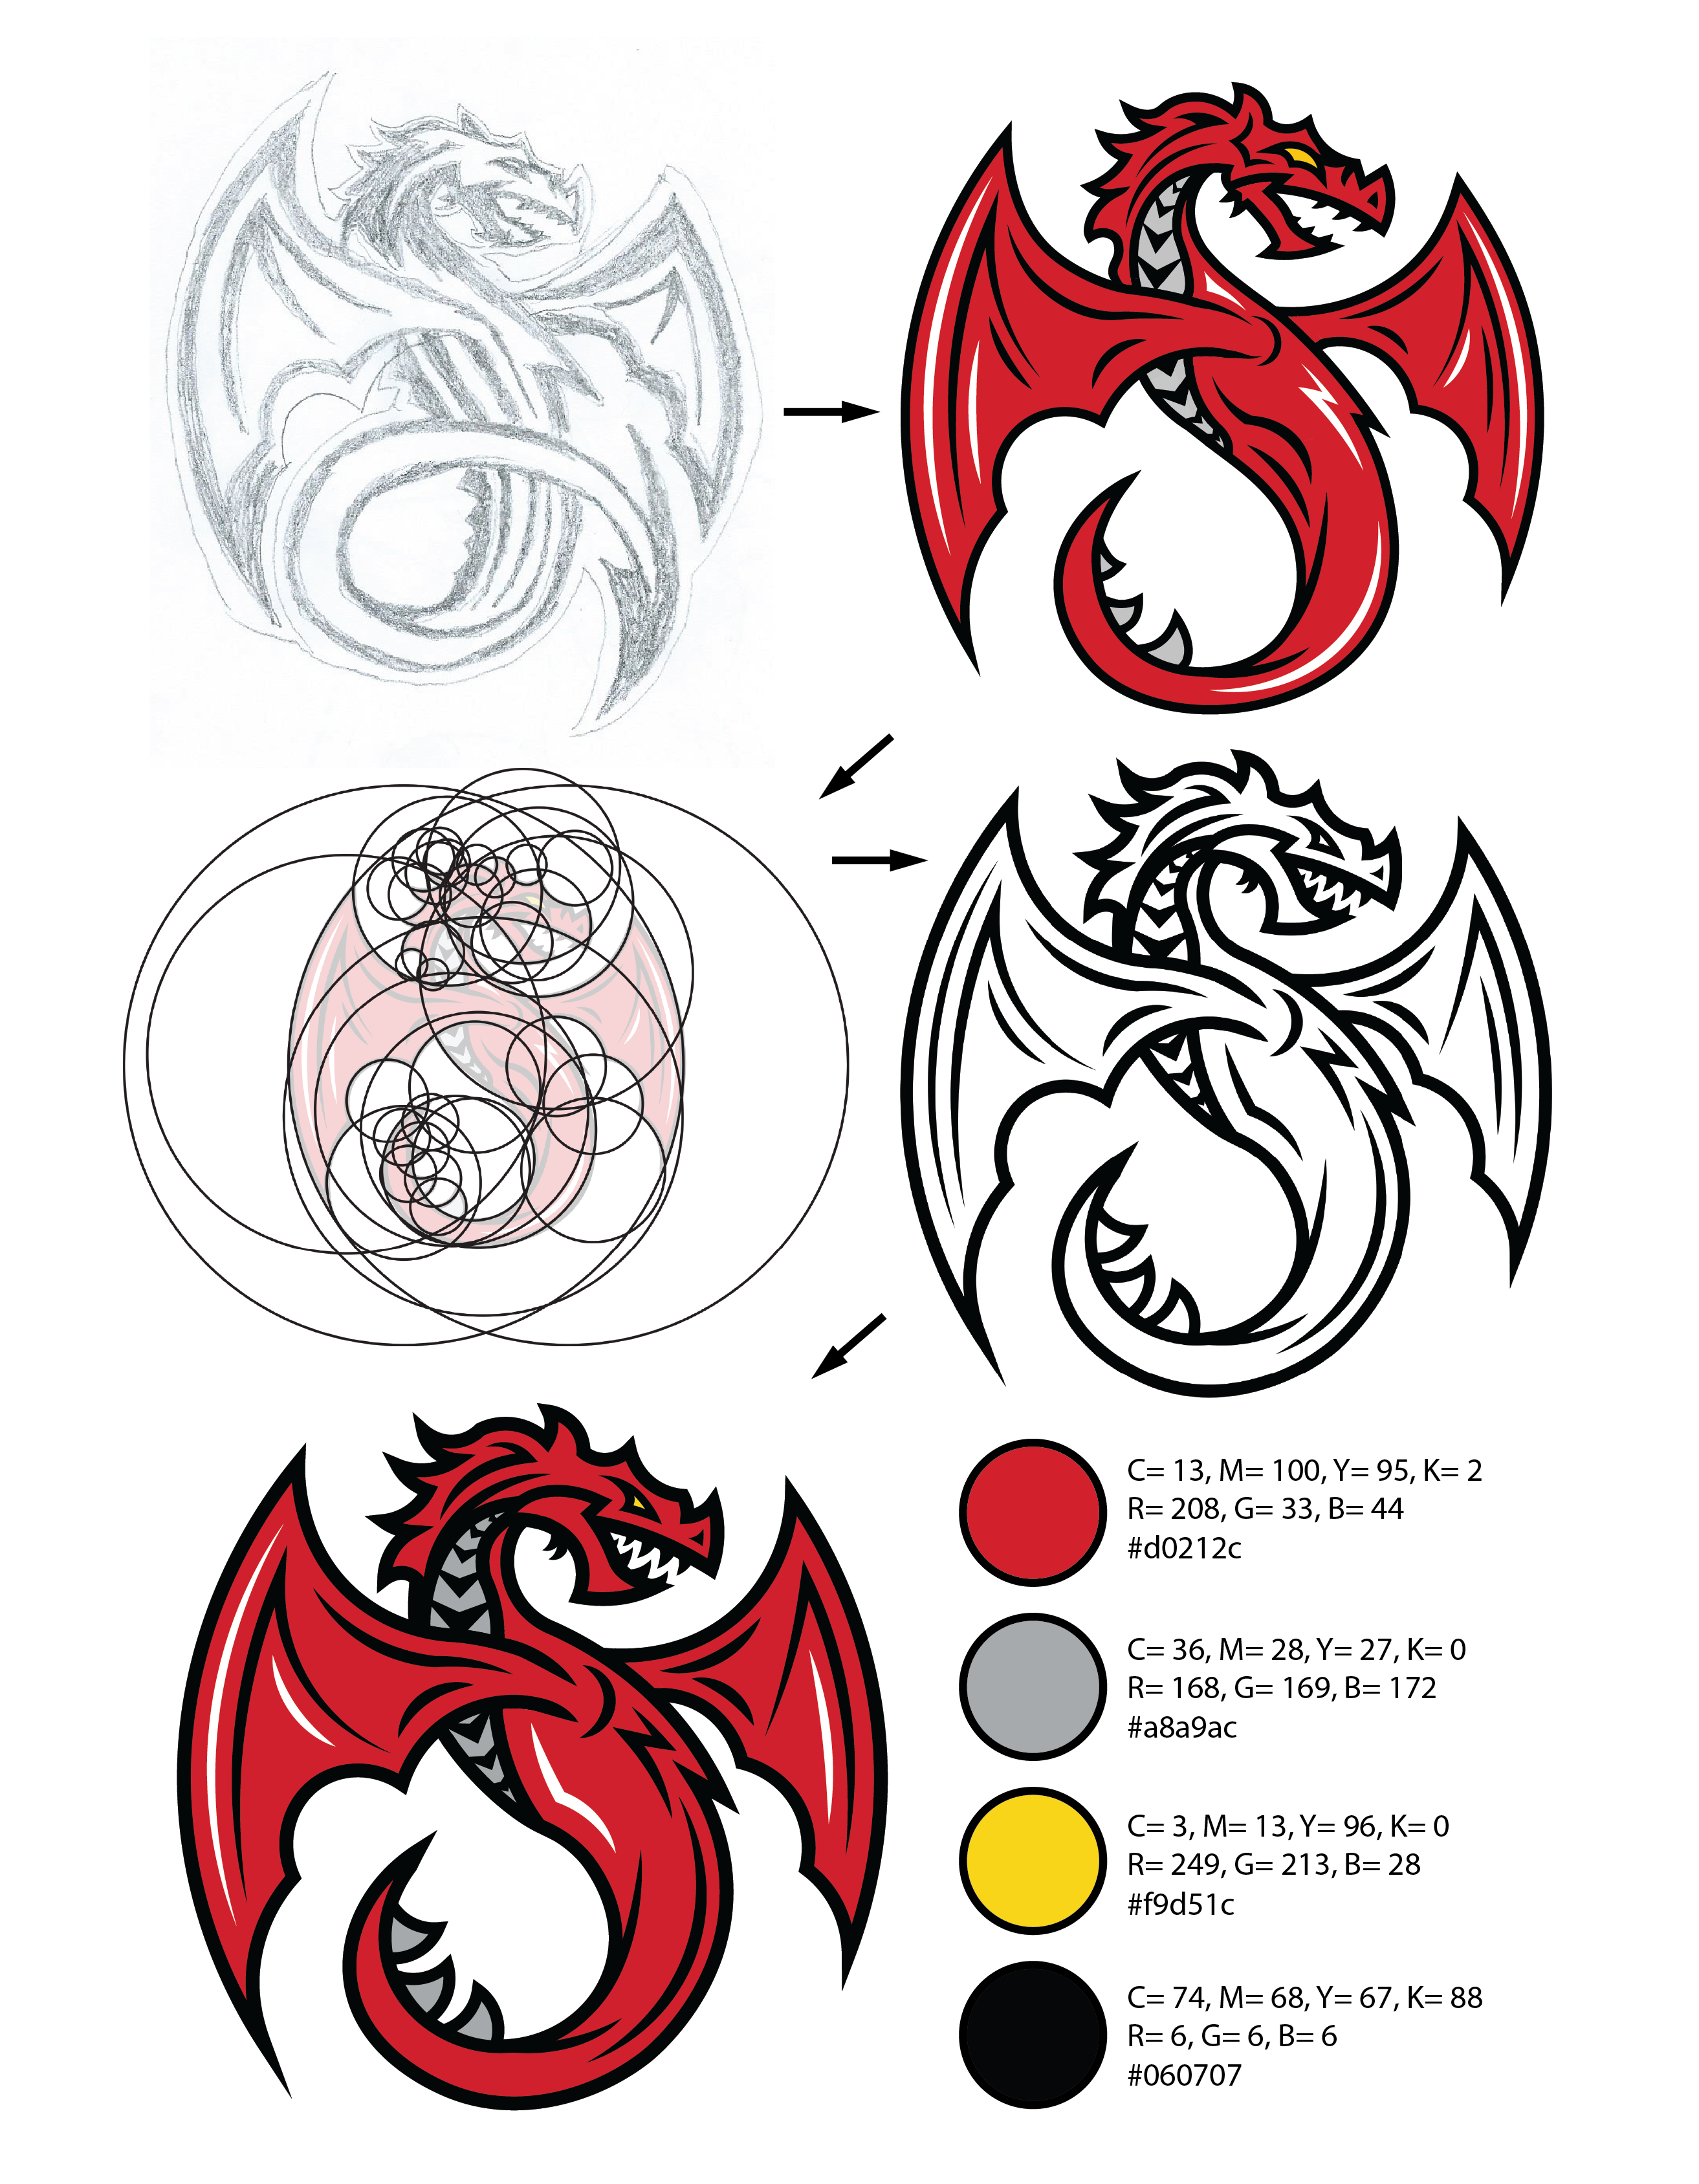 C= 13, M= 100, Y= 95, K= 2
R= 208, G= 33, B= 44
#d0212c
C= 36, M= 28, Y= 27, K= 0
R= 168, G= 169, B= 172
#a8a9ac
C= 3, M= 13, Y= 96, K= 0
R= 249, G= 213, B= 28
#f9d51c
C= 74, M= 68, Y= 67, K= 88
R= 6, G= 6, B= 6
#060707